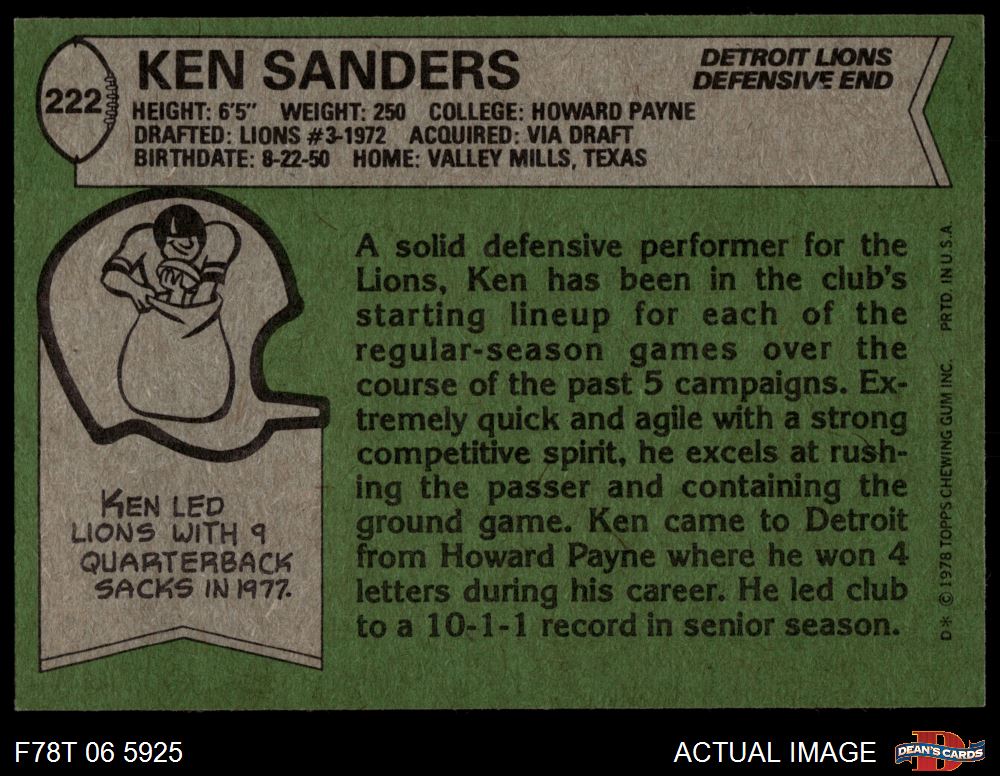 222
KEN SANDERS
DETROIT LIONS
DEFENSIVE END
HEIGHT: 6'5" WEIGHT: 250 COLLEGE: HOWARD PAYNE
DRAFTED: LIONS #3-1972 ACQUIRED: VIA DRAFT
BIRTHDATE: 8-22-50 HOME: VALLEY MILLS, TEXAS
KEN LED
LIONS WITH 9
QUARTERBACK
SACKS IN 1977.
A solid defensive performer for the
Lions, Ken has been in the club's
starting lineup for each of the
regular-season games over the
course of the past 5 campaigns. Ex-
tremely quick and agile with a strong
competitive spirit, he excels at rush-
ing the passer and containing the
ground game. Ken came to Detroit
from Howard Payne where he won 4
letters during his career. He led club
to a 10-1-1 record in senior season.
D* © 1978 TOPPS CHEWING GUM INC. PRTD. IN U.S.A.
F78T 06 5925
ACTUAL IMAGE
DEAN'S CARDS